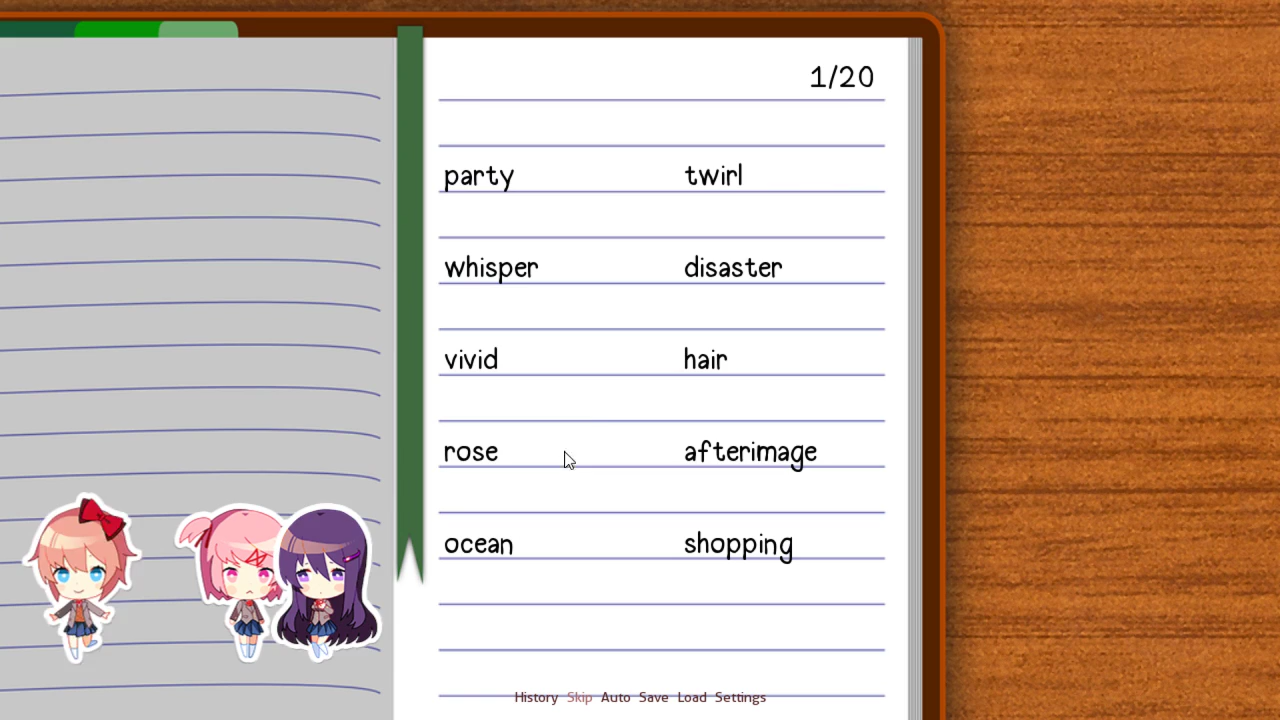 1/20
party twirl
whisper disaster
vivid hair
rose afterimage
ocean shopping
History Skip Auto Save Load Settings